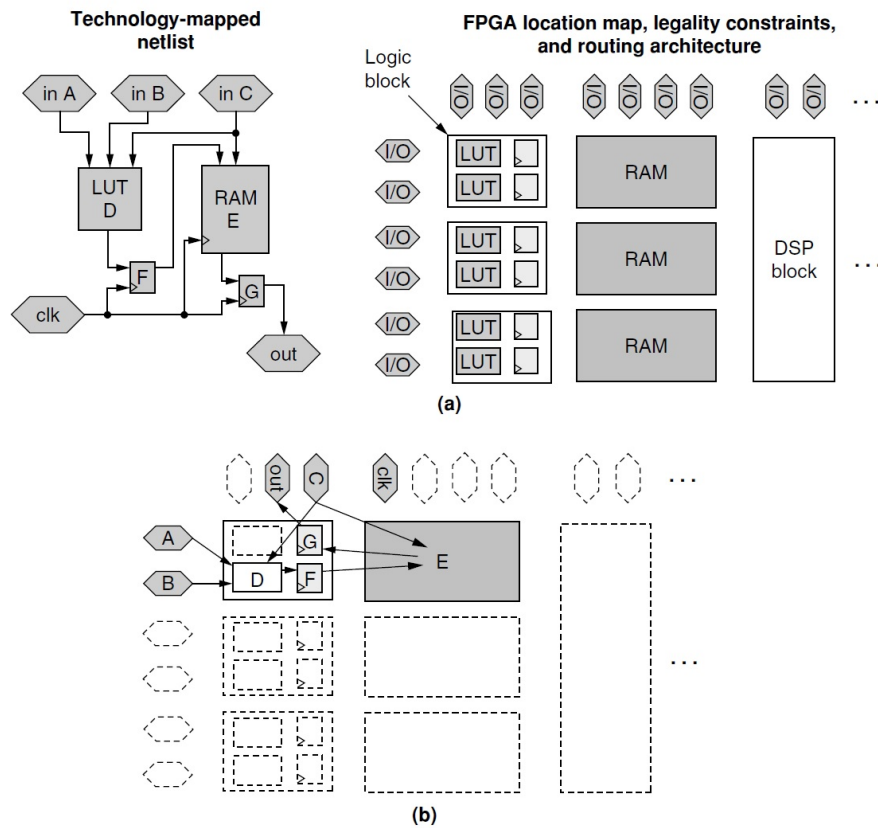 Technology-mapped
netlist
FPGA location map, legality constraints,
and routing architecture
Logic
block
in A
in B
in C
I/O
I/O
I/O
I/O
I/O
I/O
I/O
I/O
I/O
...
I/O
LUT
I/O
LUT
RAM
LUT
D
RAM
E
I/O
LUT
I/O
LUT
RAM
DSP
block
...
F
G
clk
out
I/O
LUT
I/O
LUT
RAM
(a)
out
C
clk
...
A
G
E
B
D
F
...
(b)